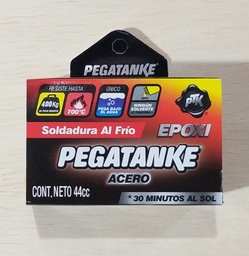 PEGATANKE
RESISTE HASTA
400KG
700°C
ÚNICO
PEGA BAJO EL AGUA
NINGÚN SOLVENTE
PTK
Soldadura Al Frío
EPOXI
PEGATANKE
ACERO
CONT. NETO 44cc
* 30 MINUTOS AL SOL